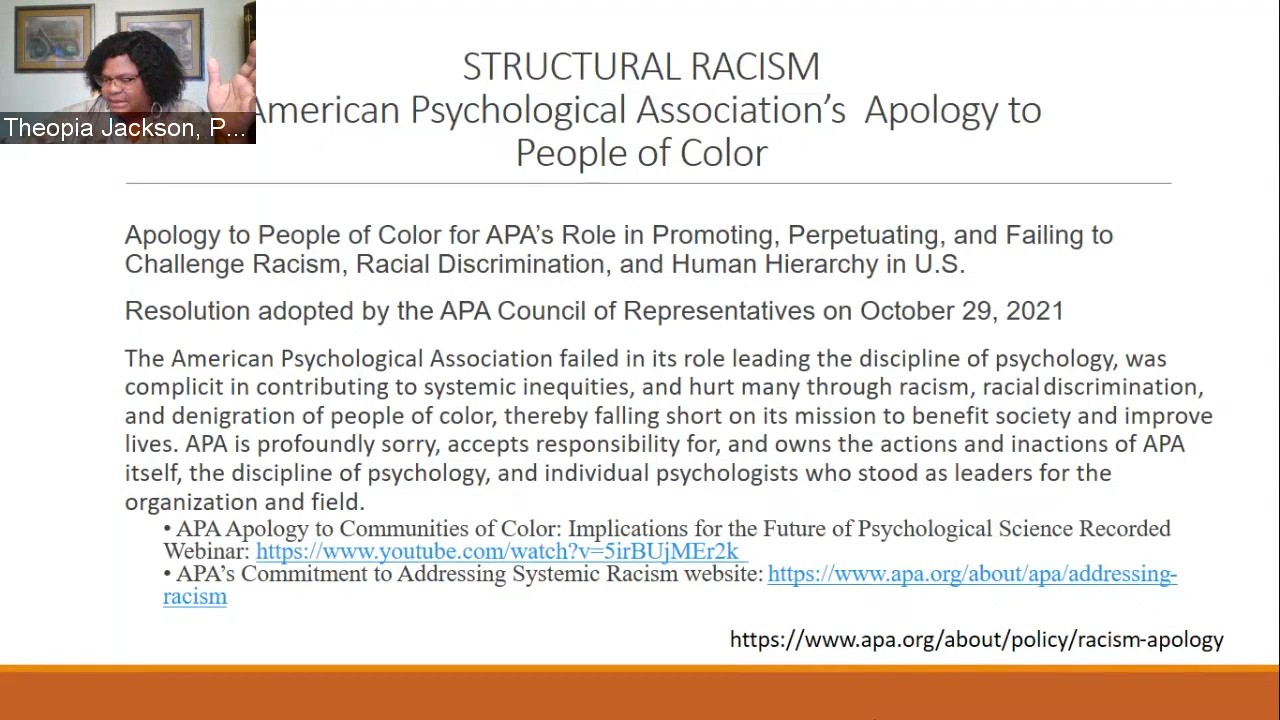 STRUCTURAL RACISM
American Psychological Association’s Apology to
People of Color
Theopia Jackson, P...
Apology to People of Color for APA’s Role in Promoting, Perpetuating, and Failing to
Challenge Racism, Racial Discrimination, and Human Hierarchy in U.S.
Resolution adopted by the APA Council of Representatives on October 29, 2021
The American Psychological Association failed in its role leading the discipline of psychology, was
complicit in contributing to systemic inequities, and hurt many through racism, racial discrimination,
and denigration of people of color, thereby falling short on its mission to benefit society and improve
lives. APA is profoundly sorry, accepts responsibility for, and owns the actions and inactions of APA
itself, the discipline of psychology, and individual psychologists who stood as leaders for the
organization and field.
• APA Apology to Communities of Color: Implications for the Future of Psychological Science Recorded
Webinar: https://www.youtube.com/watch?v=5irBUjMEr2k
• APA’s Commitment to Addressing Systemic Racism website: https://www.apa.org/about/apa/addressing-
racism
https://www.apa.org/about/policy/racism-apology